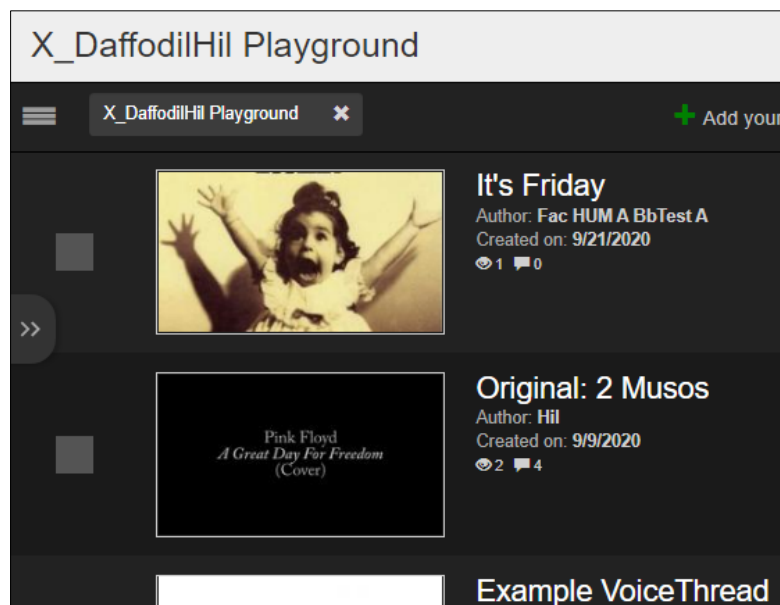 X_DaffodilHil Playground
X_DaffodilHil Playground
Add your
It's Friday
Author: Fac HUM A BbTest A
Created on: 9/21/2020
1 0
Pink Floyd
A Great Day For Freedom
(Cover)
Original: 2 Musos
Author: Hil
Created on: 9/9/2020
2 4
Example VoiceThread